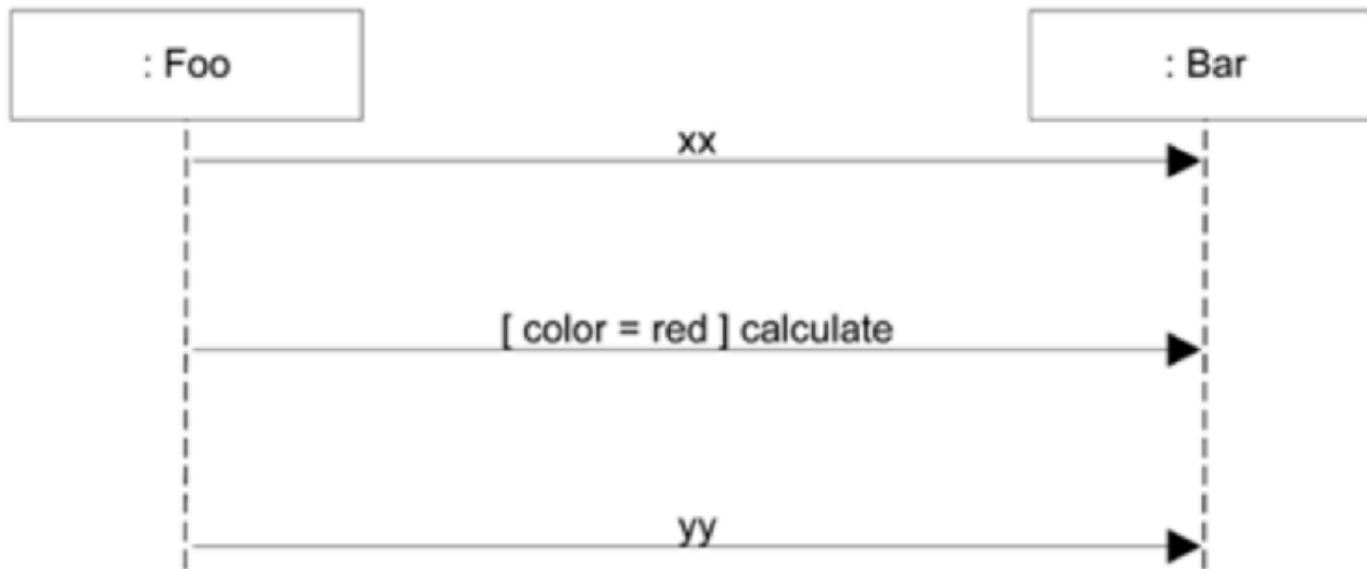 : Foo
: Bar
xx
[ color = red ] calculate
yy